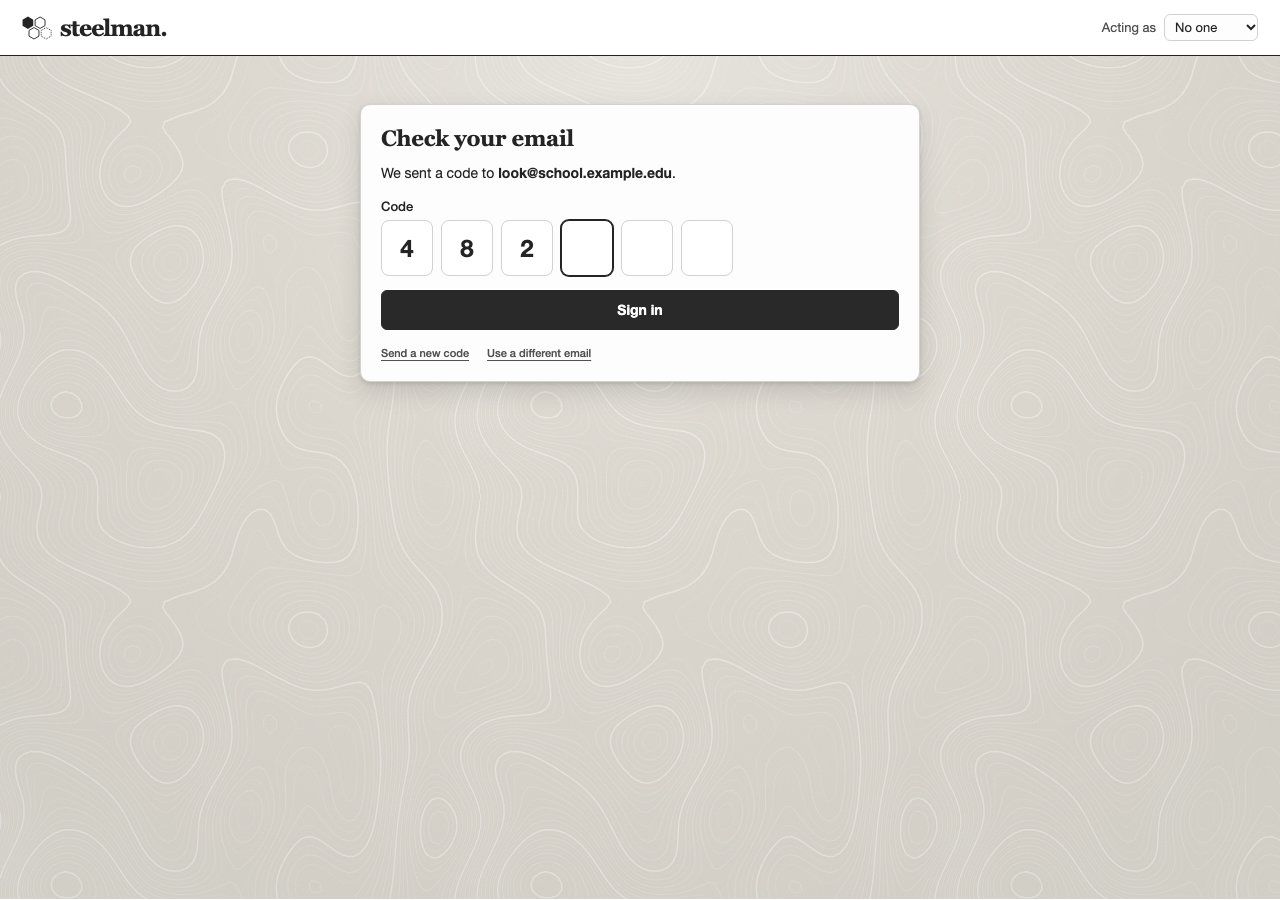 steelman.
Acting as No one
Check your email
We sent a code to look@school.example.edu.
Code
4 8 2
Sign in
Send a new code Use a different email